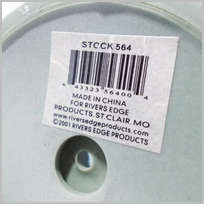 STOCK 564
6 43323 56400 4
MADE IN CHINA
FOR RIVERS EDGE
PRODUCTS, ST. CLAIR, MO
www.riversedgeproducts.com
©2001 RIVERS EDGE PRODUCTS